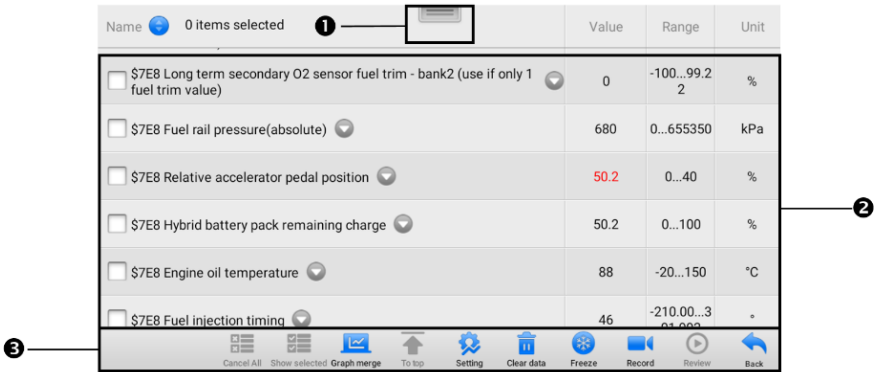 Name 0 items selected ❶ Value Range Unit
$7E8 Long term secondary O2 sensor fuel trim - bank2 (use if only 1
fuel trim value) 0 -100...99.2
2 %
$7E8 Fuel rail pressure(absolute) 680 0...655350 kPa
$7E8 Relative accelerator pedal position 50.2 0...40 %
❷
$7E8 Hybrid battery pack remaining charge 50.2 0...100 %
$7E8 Engine oil temperature 88 -20...150 °C
$7E8 Fuel injection timing 46 -210.00...3 °
❸
Cancel All Show selected Graph merge To top Setting Clear data Freeze Record Review Back